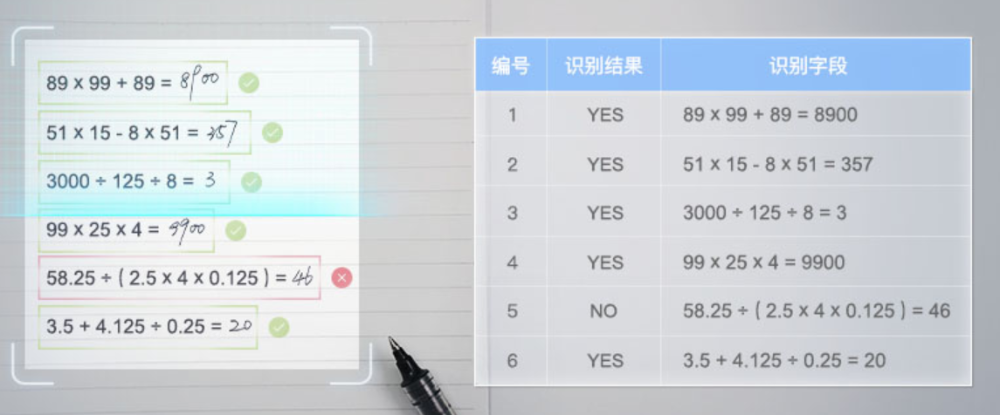 89 x 99 + 89 = 8900
51 x 15 - 8 x 51 = 357
3000 ÷ 125 ÷ 8 = 3
99 x 25 x 4 = 9900
58.25 ÷ ( 2.5 x 4 x 0.125 ) = 46
3.5 + 4.125 ÷ 0.25 = 20
编号 识别结果 识别字段
1 YES 89 x 99 + 89 = 8900
2 YES 51 x 15 - 8 x 51 = 357
3 YES 3000 ÷ 125 ÷ 8 = 3
4 YES 99 x 25 x 4 = 9900
5 NO 58.25 ÷ ( 2.5 x 4 x 0.125 ) = 46
6 YES 3.5 + 4.125 ÷ 0.25 = 20